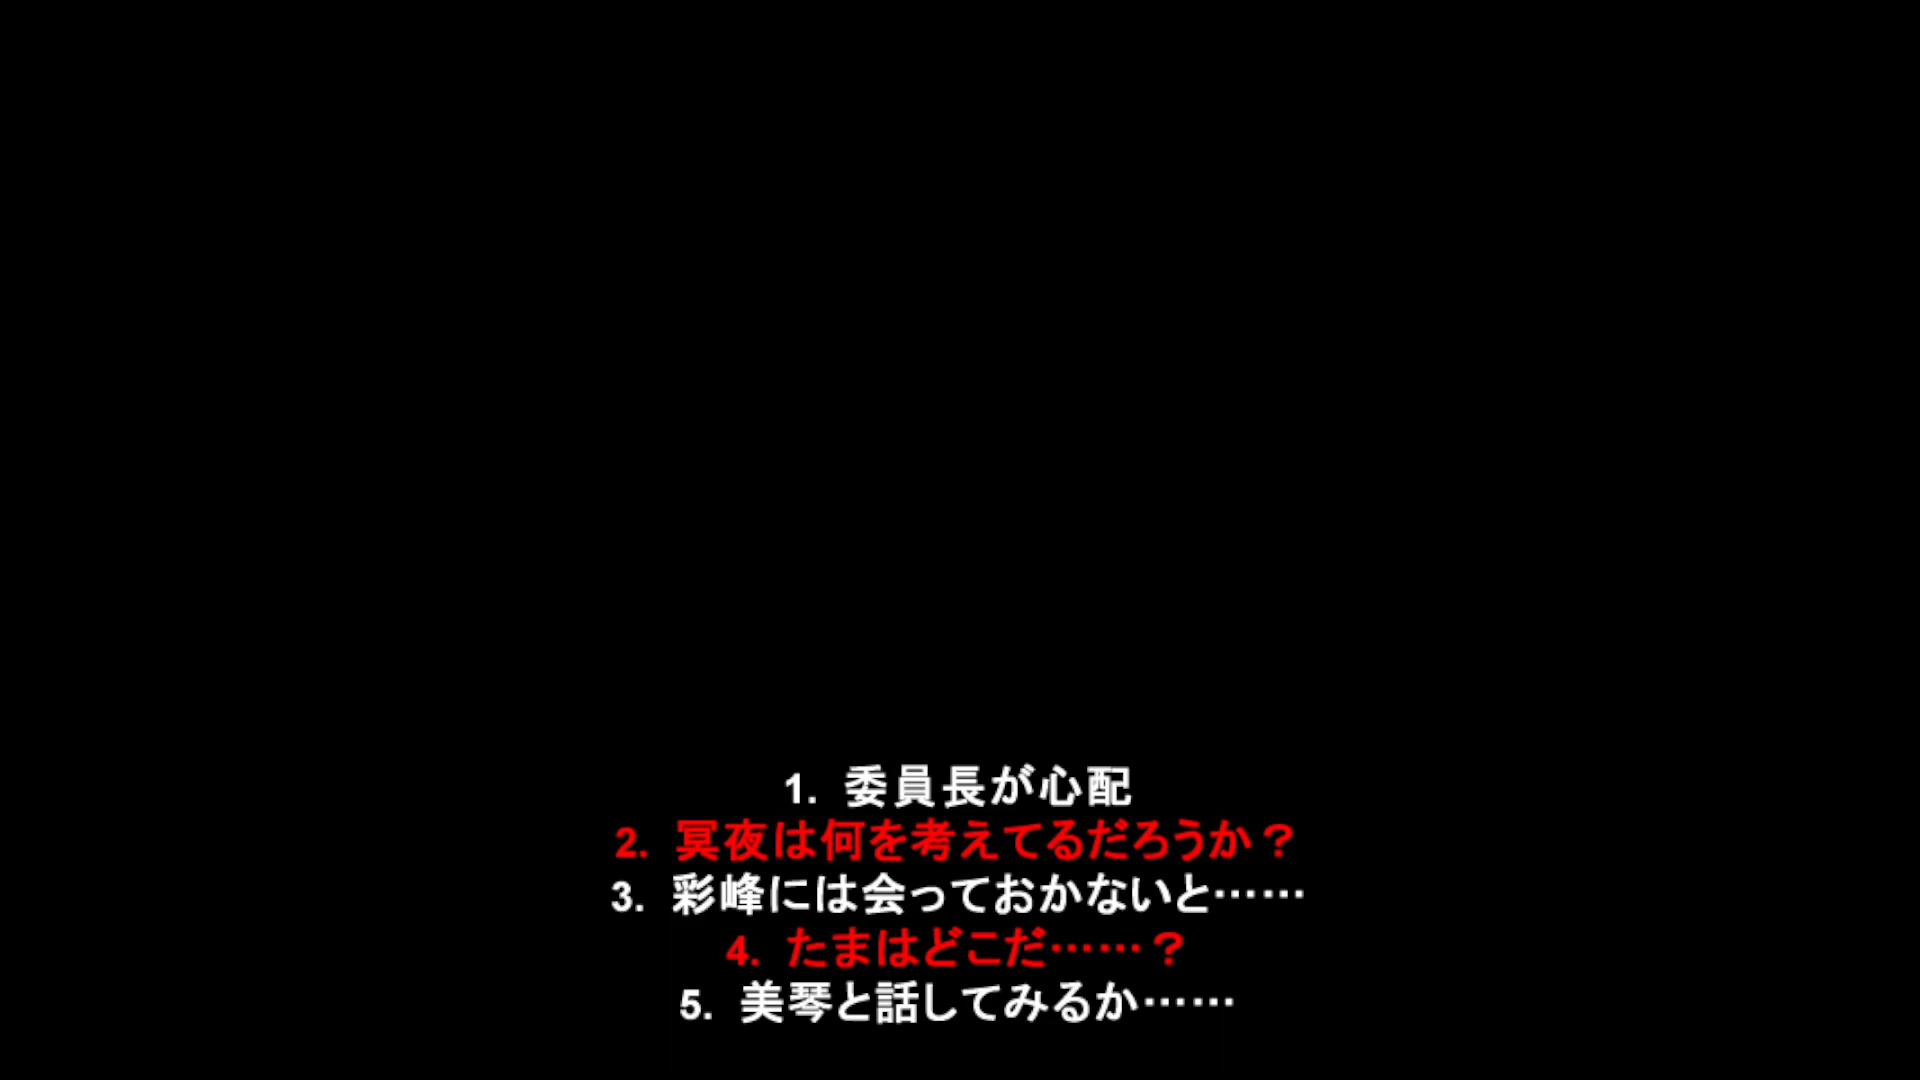 1. 委員長が心配
2. 冥夜は何を考えてるだろうか？
3. 彩峰には会っておかないと……
4. たまはどこだ……？
5. 美琴と話してみるか……